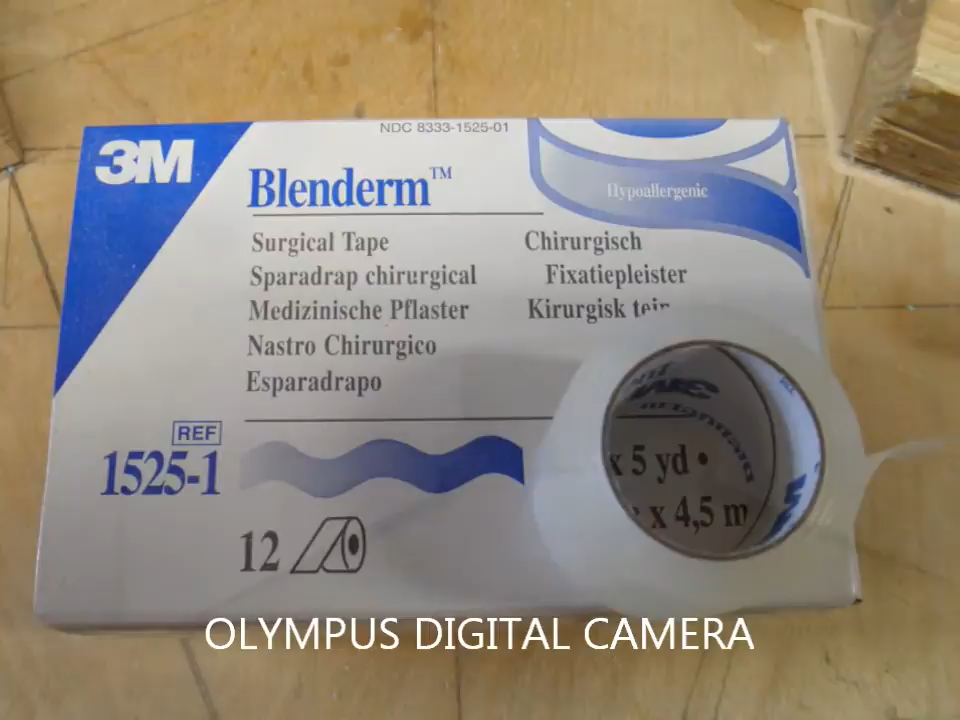 NDC 8333-1525-01
3M
Blenderm™
Hypoallergenic
Surgical Tape
Sparadrap chirurgical
Medizinische Pflaster
Nastro Chirurgico
Esparadrapo
Chirurgisch
Fixatiepleister
Kirurgisk
REF
1525-1
12
x 5 yd •
x 4,5 m
3M
OLYMPUS DIGITAL CAMERA